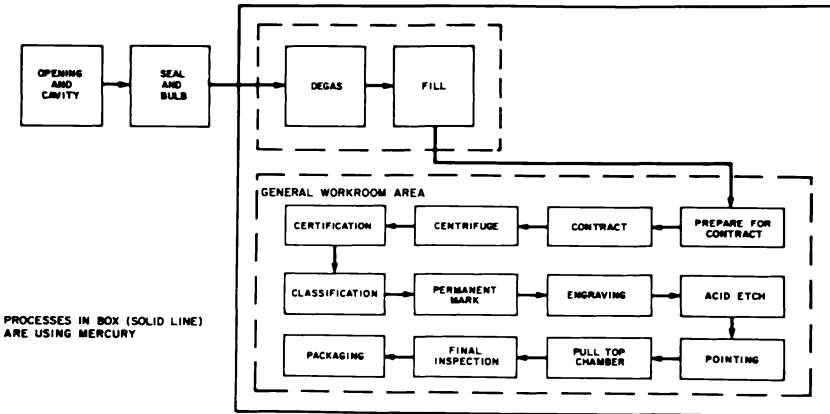 OPENING
AND
CAVITY
SEAL
AND
BULB
DEGAS
FILL
GENERAL WORKROOM AREA
CERTIFICATION
CENTRIFUGE
CONTRACT
PREPARE FOR
CONTRACT
CLASSIFICATION
PERMANENT
MARK
ENGRAVING
ACID ETCH
PROCESSES IN BOX (SOLID LINE)
ARE USING MERCURY
PACKAGING
FINAL
INSPECTION
PULL TOP
CHAMBER
POINTING